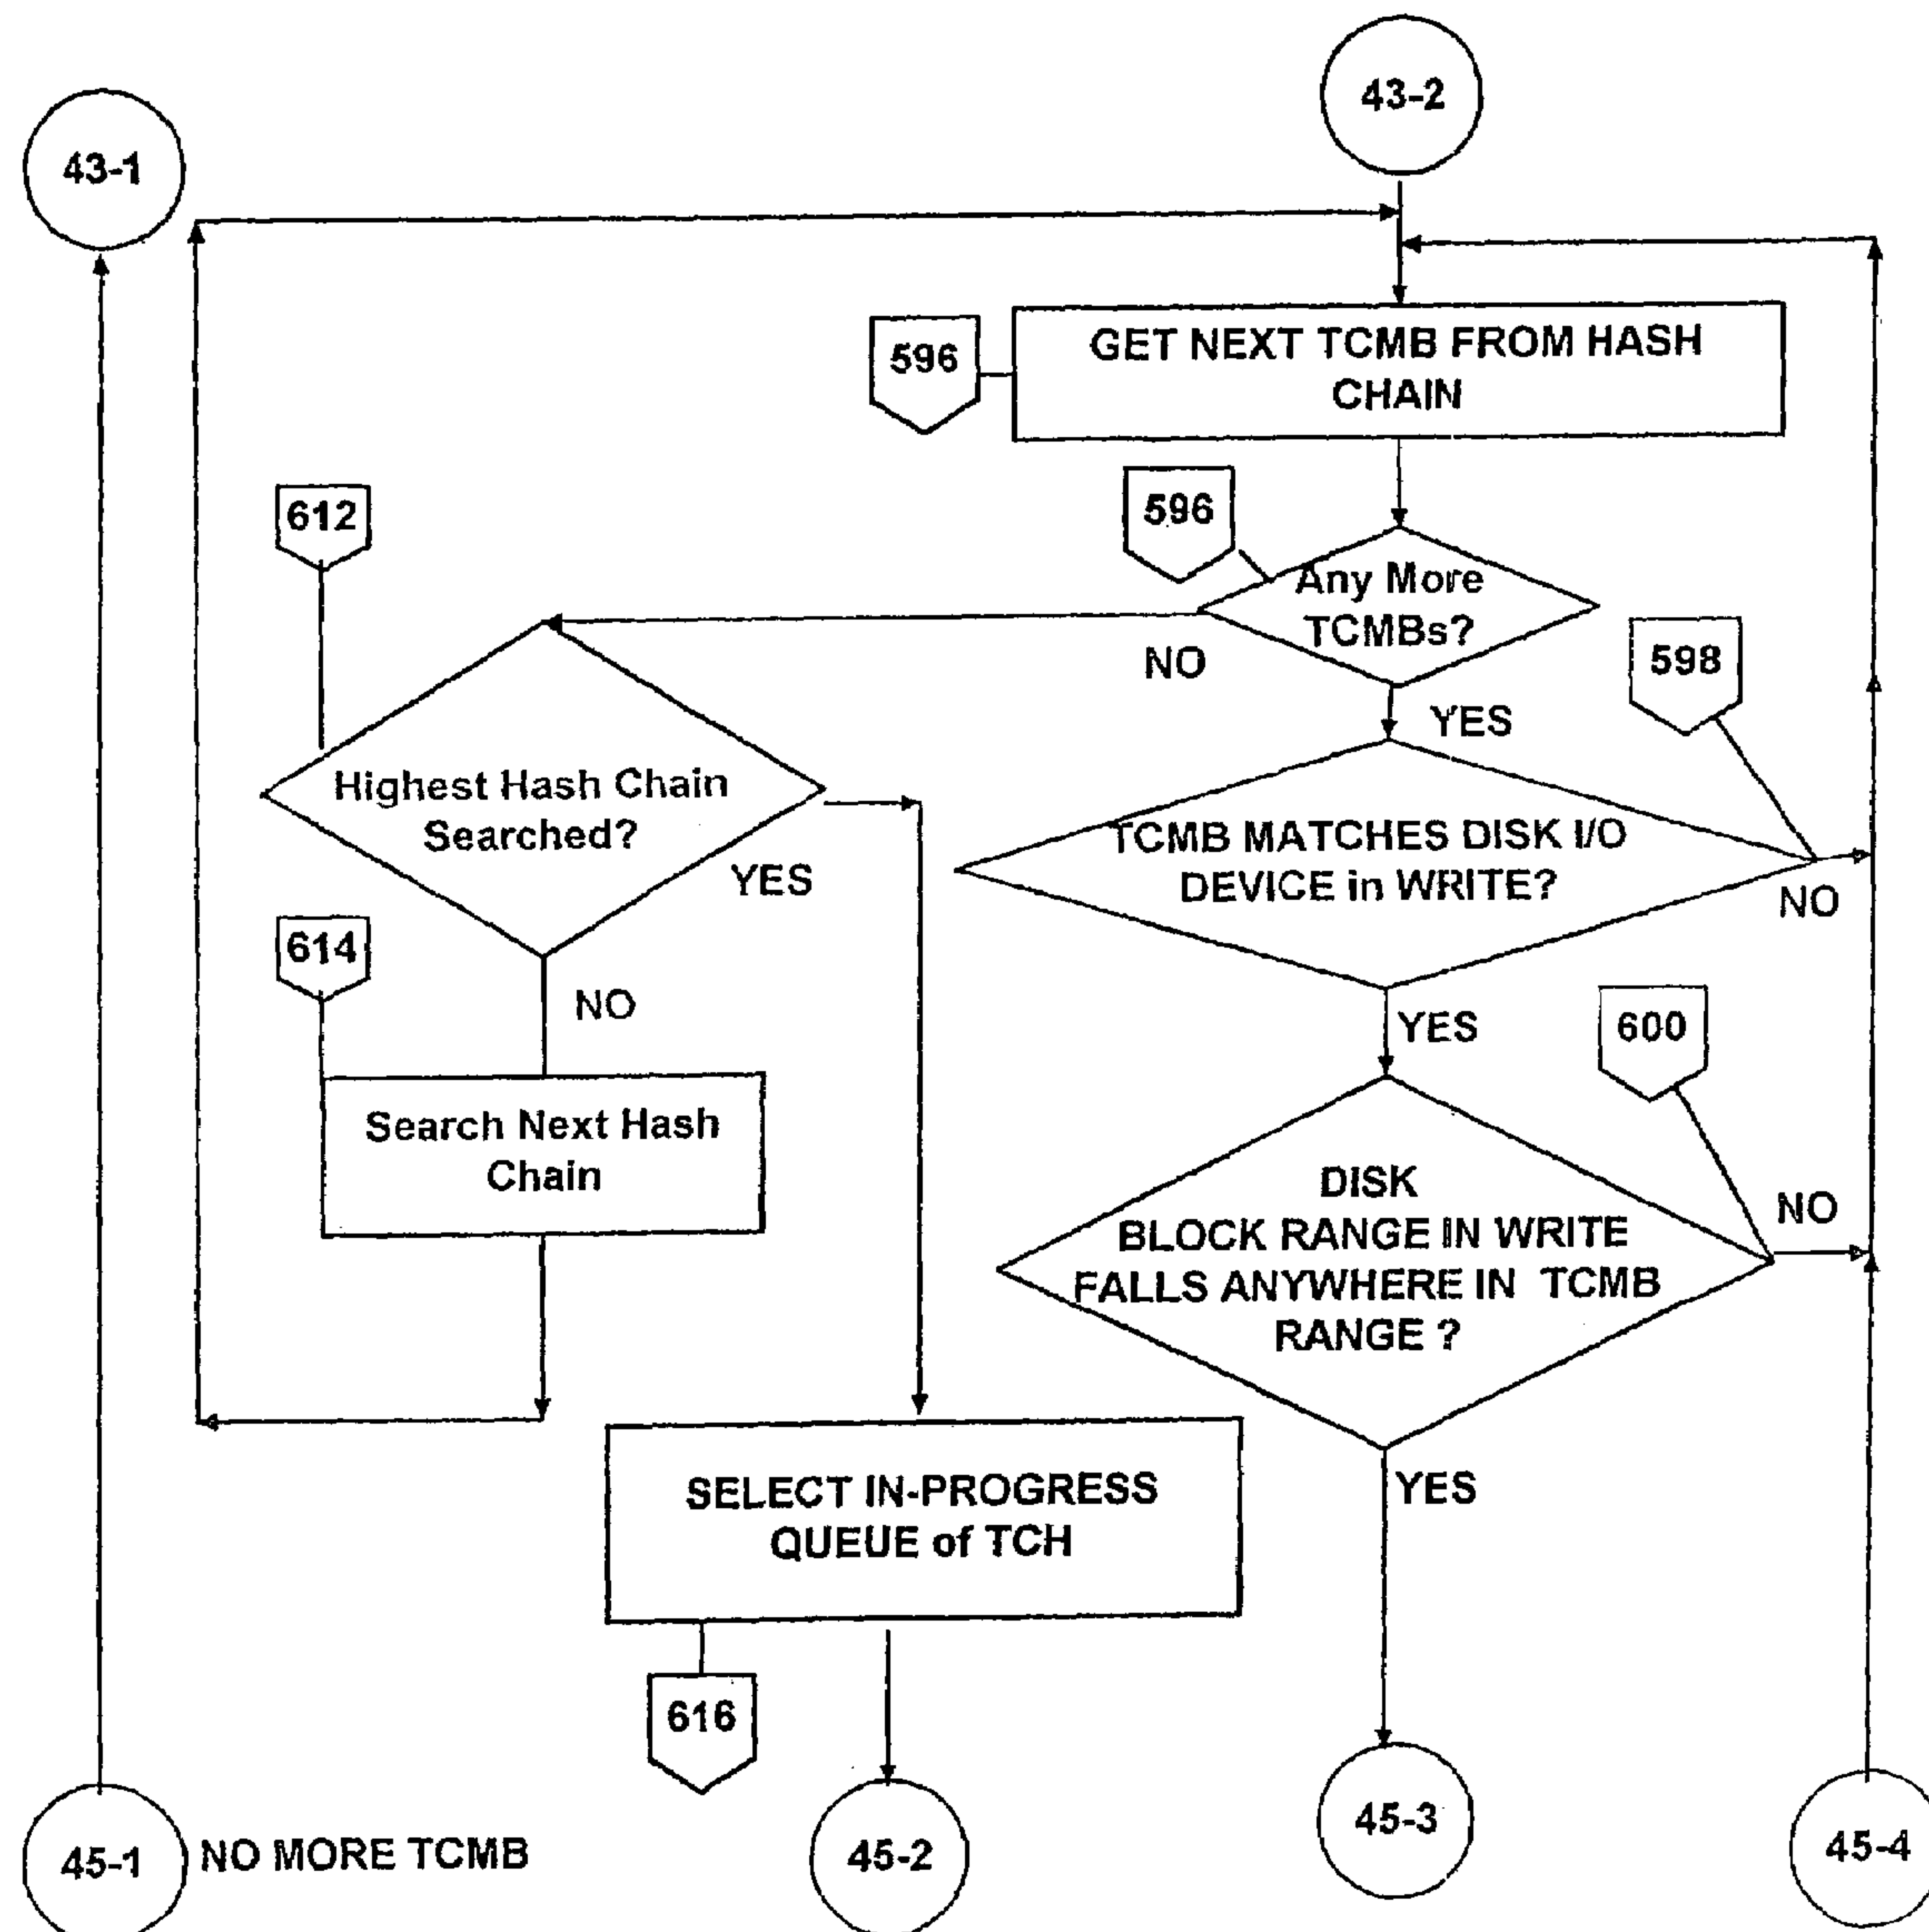 43-2
43-1
GET NEXT TCMB FROM HASH
CHAIN
596
596
612
Any More
TCMBs?
NO
598
YES
Highest Hash Chain
Searched?
YES
TCMB MATCHES DISK I/O
DEVICE in WRITE?
NO
614
NO
YES
600
Search Next Hash
Chain
DISK
BLOCK RANGE IN WRITE
FALLS ANYWHERE IN TCMB
RANGE ?
NO
SELECT IN-PROGRESS
QUEUE of TCH
YES
616
45-1
NO MORE TCMB
45-2
45-3
45-4